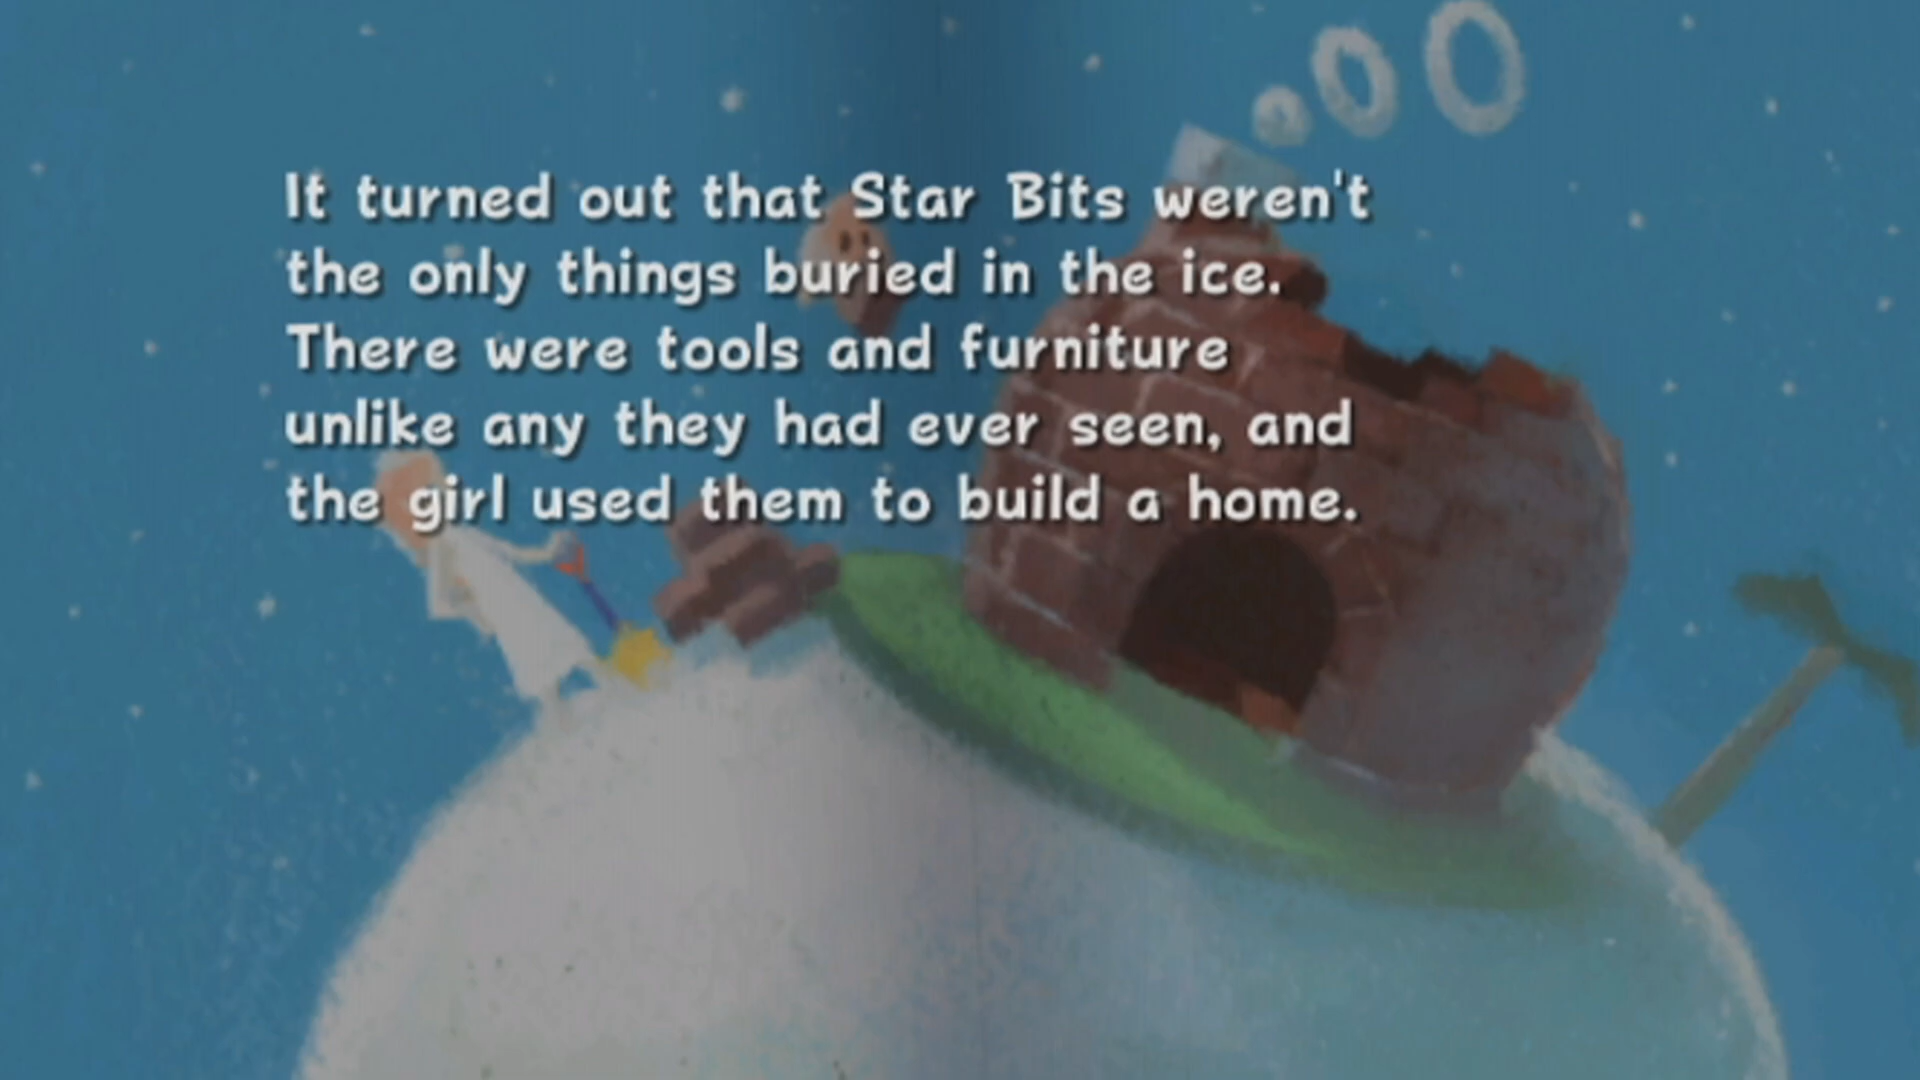 It turned out that Star Bits weren't
the only things buried in the ice.
There were tools and furniture
unlike any they had ever seen, and
the girl used them to build a home.